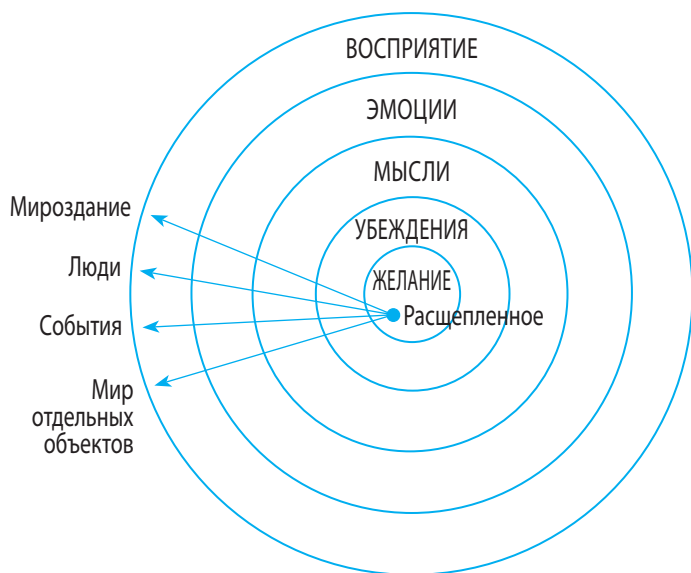 ВОСПРИЯТИЕ
ЭМОЦИИ
МЫСЛИ
УБЕЖДЕНИЯ
ЖЕЛАНИЕ
Расщепленное
Мироздание
Люди
События
Мир
отдельных
объектов